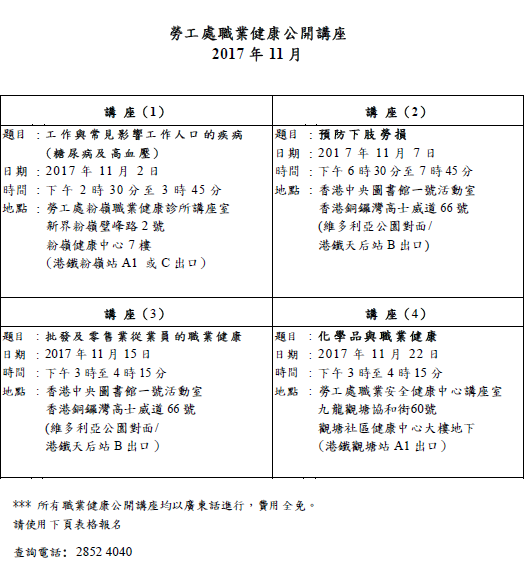 勞工處職業健康公開講座
2017 年 11 月
講 座 (1)
題目 : 工作與常見影響工作人口的疾病
(糖尿病及高血壓)
日期 : 2017 年 11 月 2 日
時間 : 下午 2 時 30 分至 3 時 45 分
地點 : 勞工處粉嶺職業健康診所講座室
新界粉嶺璧峰路 2 號
粉嶺健康中心 7 樓
(港鐵粉嶺站 A1 或 C 出口)
講 座 (2)
題目 : 預防下肢勞損
日期 : 2017 年 11 月 7 日
時間 : 下午 6 時 30 分至 7 時 45 分
地點 : 香港中央圖書館一號活動室
香港銅鑼灣高士威道 66 號
(維多利亞公園對面/
港鐵天后站 B 出口)
講 座 (3)
題目 : 批發及零售業從業員的職業健康
日期 : 2017 年 11 月 15 日
時間 : 下午 3 時至 4 時 15 分
地點 : 香港中央圖書館一號活動室
香港銅鑼灣高士威道 66 號
(維多利亞公園對面/
港鐵天后站 B 出口)
講 座 (4)
題目 : 化學品與職業健康
日期 : 2017 年 11 月 22 日
時間 : 下午 3 時至 4 時 15 分
地點 : 勞工處職業安全健康中心講座室
九龍觀塘協和街60號
觀塘社區健康中心大樓地下
(港鐵觀塘站 A1 出口)
*** 所有職業健康公開講座均以廣東話進行，費用全免。
請使用下頁表格報名
查詢電話: 2852 4040